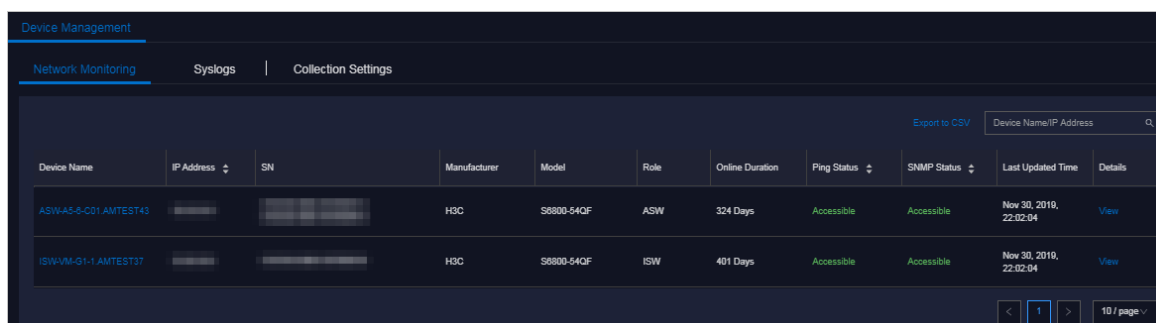 Device Management
Network Monitoring Syslogs Collection Settings
Export to CSV Device Name/IP Address
Device Name IP Address SN Manufacturer Model Role Online Duration Ping Status SNMP Status Last Updated Time Details
ASW-A5-6-C01.AMTEST43 H3C S6800-54QF ASW 324 Days Accessible Accessible Nov 30, 2019, View
22:02:04
ISW-VM-G1-1.AMTEST37 H3C S6800-54QF ISW 401 Days Accessible Accessible Nov 30, 2019, View
22:02:04
< 1 > 10 / page